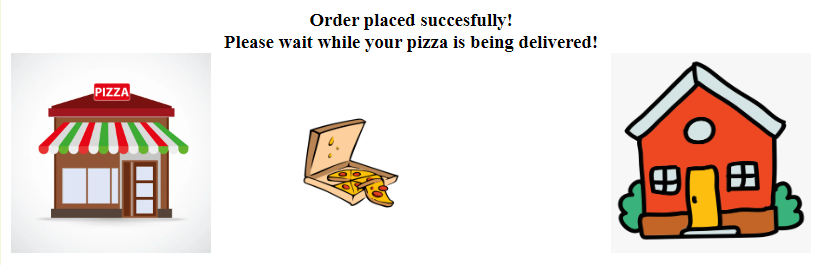 Order placed succesfully!
Please wait while your pizza is being delivered!
PIZZA